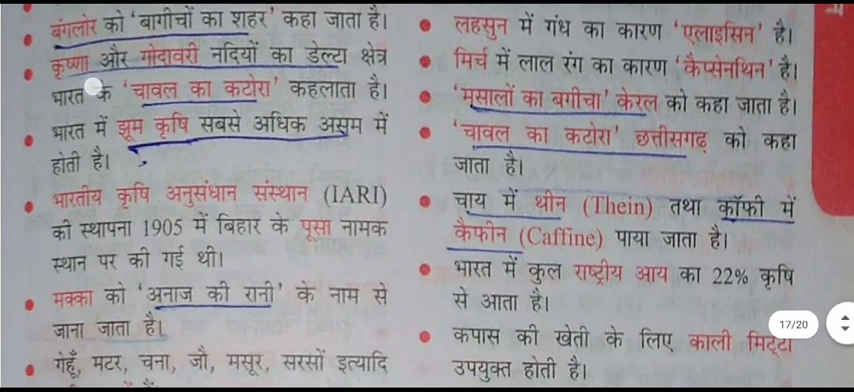 बंगलोर को 'बागीचों का शहर' कहा जाता है।
कृष्णा और गोदावरी नदियों का डेल्टा क्षेत्र
भारत के 'चावल का कटोरा' कहलाता है।
भारत में झूम कृषि सबसे अधिक असम में
होती है।
भारतीय कृषि अनुसंधान संस्थान (IARI)
की स्थापना 1905 में बिहार के पूसा नामक
स्थान पर की गई थी।
मक्का को 'अनाज की रानी' के नाम से
जाना जाता है।
गेहूँ, मटर, चना, जौ, मसूर, सरसों इत्यादि
लहसुन में गंध का कारण 'एलाइसिन' है।
मिर्च में लाल रंग का कारण 'कैप्सेनथिन' है।
'मसालों का बगीचा' केरल को कहा जाता है।
'चावल का कटोरा' छत्तीसगढ़ को कहा
जाता है।
चाय में थीन (Thein) तथा कॉफी में
कैफीन (Caffine) पाया जाता है।
भारत में कुल राष्ट्रीय आय का 22% कृषि
से आता है।
कपास की खेती के लिए काली मिट्टी
उपयुक्त होती है।
17/20